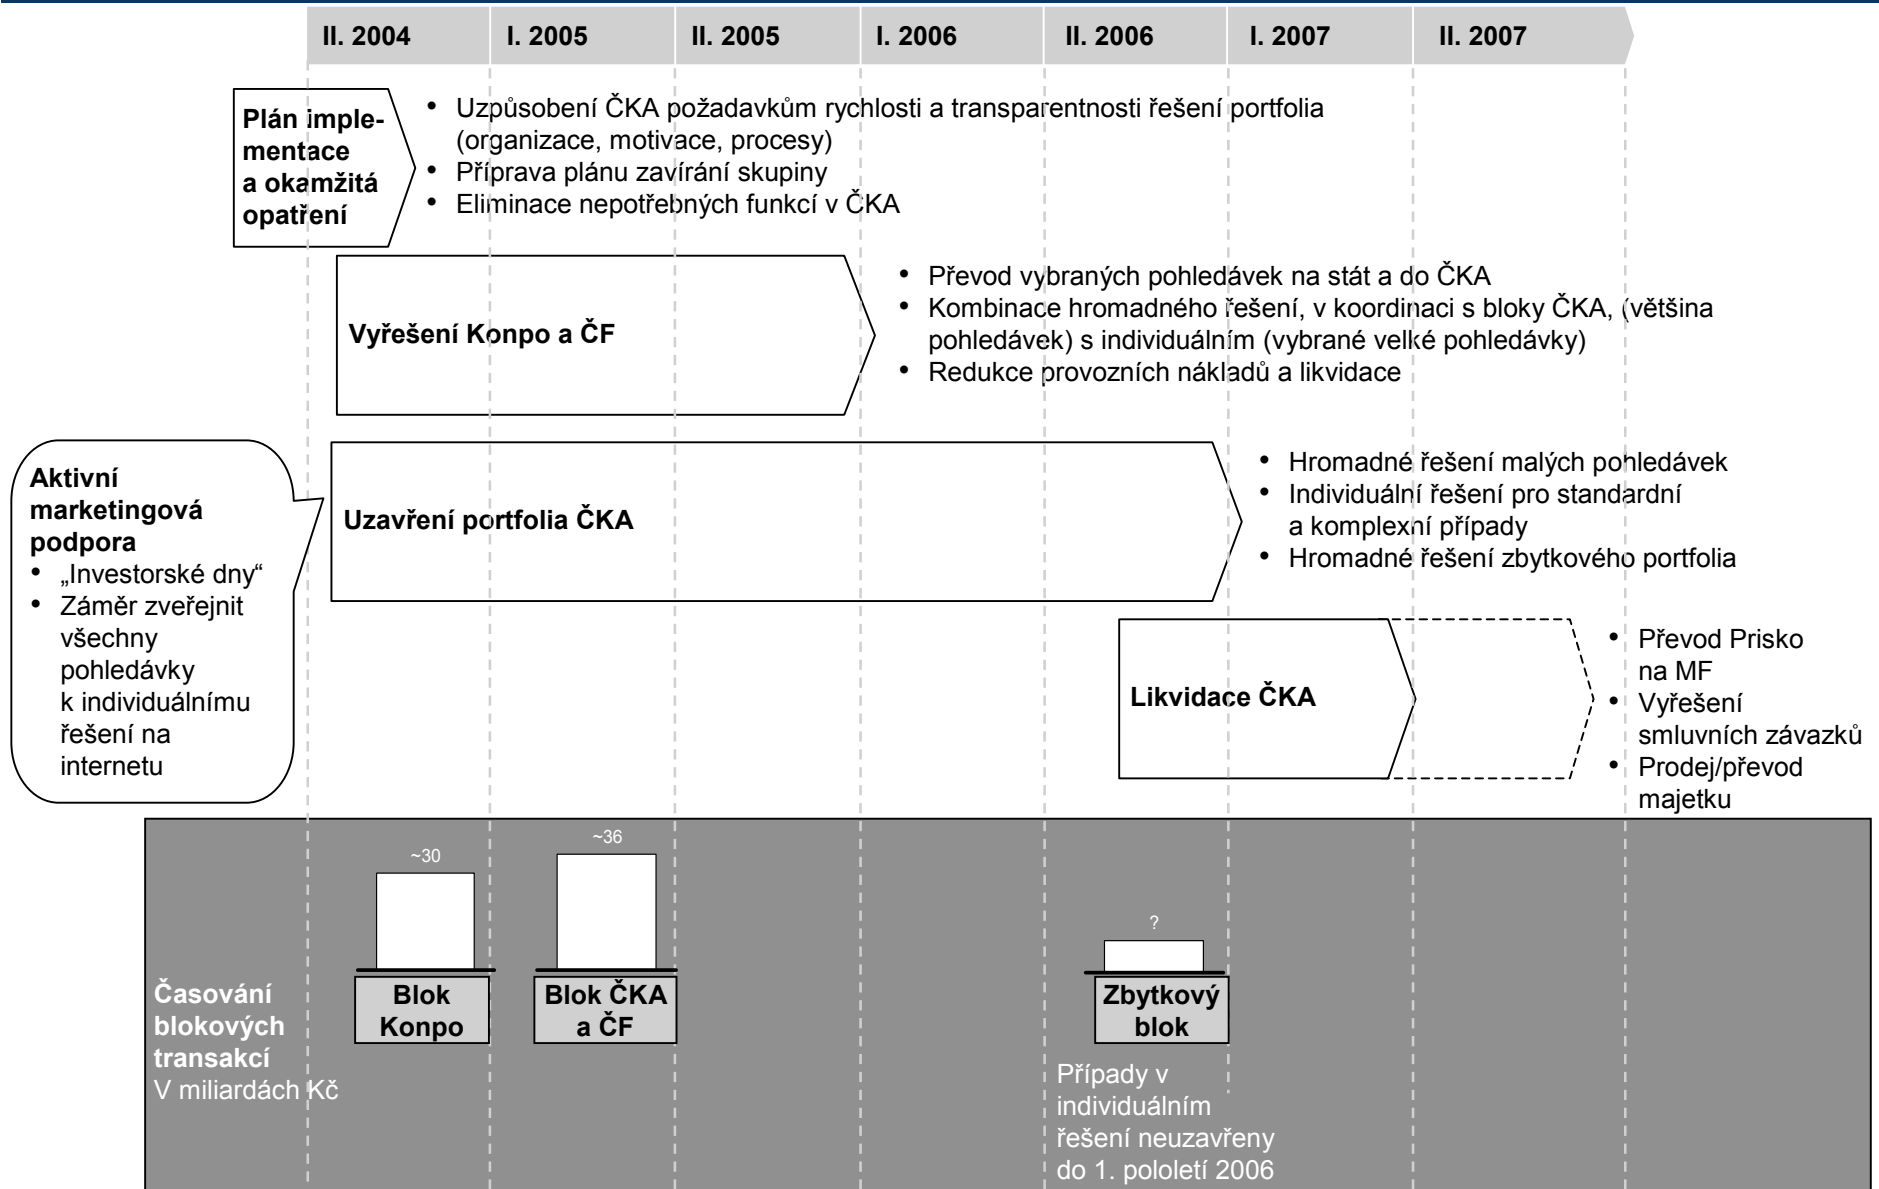 II. 2004
I. 2005
II. 2005
I. 2006
II. 2006
I. 2007
II. 2007
Plán imple-
mentace
a okamžitá
opatření
• Uzpůsobení ČKA požadavkům rychlosti a transparentnosti řešení portfolia
(organizace, motivace, procesy)
• Příprava plánu zavírání skupiny
• Eliminace nepotřebných funkcí v ČKA
Vyřešení Konpo a ČF
• Převod vybraných pohledávek na stát a do ČKA
• Kombinace hromadného řešení, v koordinaci s bloky ČKA, (většina
pohledávek) s individuálním (vybrané velké pohledávky)
• Redukce provozních nákladů a likvidace
Aktivní
marketingová
podpora
• „Investorské dny“
• Záměr zveřejnit
všechny
pohledávky
k individuálnímu
řešení na
internetu
Uzavření portfolia ČKA
• Hromadné řešení malých pohledávek
• Individuální řešení pro standardní
a komplexní případy
• Hromadné řešení zbytkového portfolia
Likvidace ČKA
• Převod Prisko
na MF
• Vyřešení
smluvních závazků
• Prodej/převod
majetku
Časování
blokových
transakcí
V miliardách Kč
~30
Blok
Konpo
~36
Blok ČKA
a ČF
?
Zbytkový
blok
Případy v
individuálním
řešení neuzavřeny
do 1. pololetí 2006